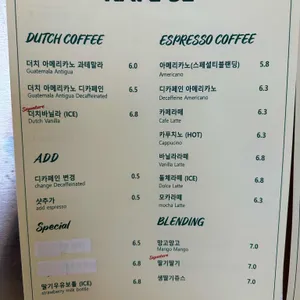 DUTCH COFFEE
더치 아메리카노 과테말라 6.0
Guatemala Antigua
더치 아메리카노 디카페인 6.5
Guatemala Antigua Decaffeinated
Signature
더치바닐라 (ICE) 6.8
Dutch Vanilla
ADD
디카페인 변경 0.5
change Decaffeinated
샷추가 0.5
add espresso
Special
6.5
6.8
딸기우유보틀 (ICE) 6.8
strawberry milk bottle
ESPRESSO COFFEE
아메리카노(스페셜티블렌딩) 5.8
Americano
디카페인 아메리카노 6.3
Decaffeine Americano
카페라떼 6.3
Cafe Latte
카푸치노 (HOT) 6.3
Cappucino
바닐라라떼 6.8
Vanilla Latte
돌체라떼 (ICE) 6.8
Dolce Latte
모카라떼 6.3
mocha Latte
BLENDING
망고망고 7.0
Mango Mango
Signature
딸기딸기 7.0
생딸기쥬스 7.0